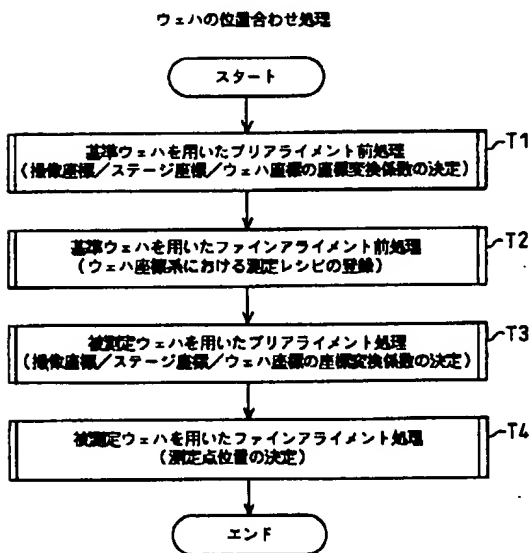 ウェハの位置合わせ処理
スタート
基準ウェハを用いたプリアライメント前処理
(撮像座標/ステージ座標/ウェハ座標の座標変換係数の決定)
T1
基準ウェハを用いたファインアライメント前処理
(ウェハ座標系における測定レシピの登録)
T2
被測定ウェハを用いたプリアライメント処理
(撮像座標/ステージ座標/ウェハ座標の座標変換係数の決定)
T3
被測定ウェハを用いたファインアライメント処理
(測定点位置の決定)
T4
エンド